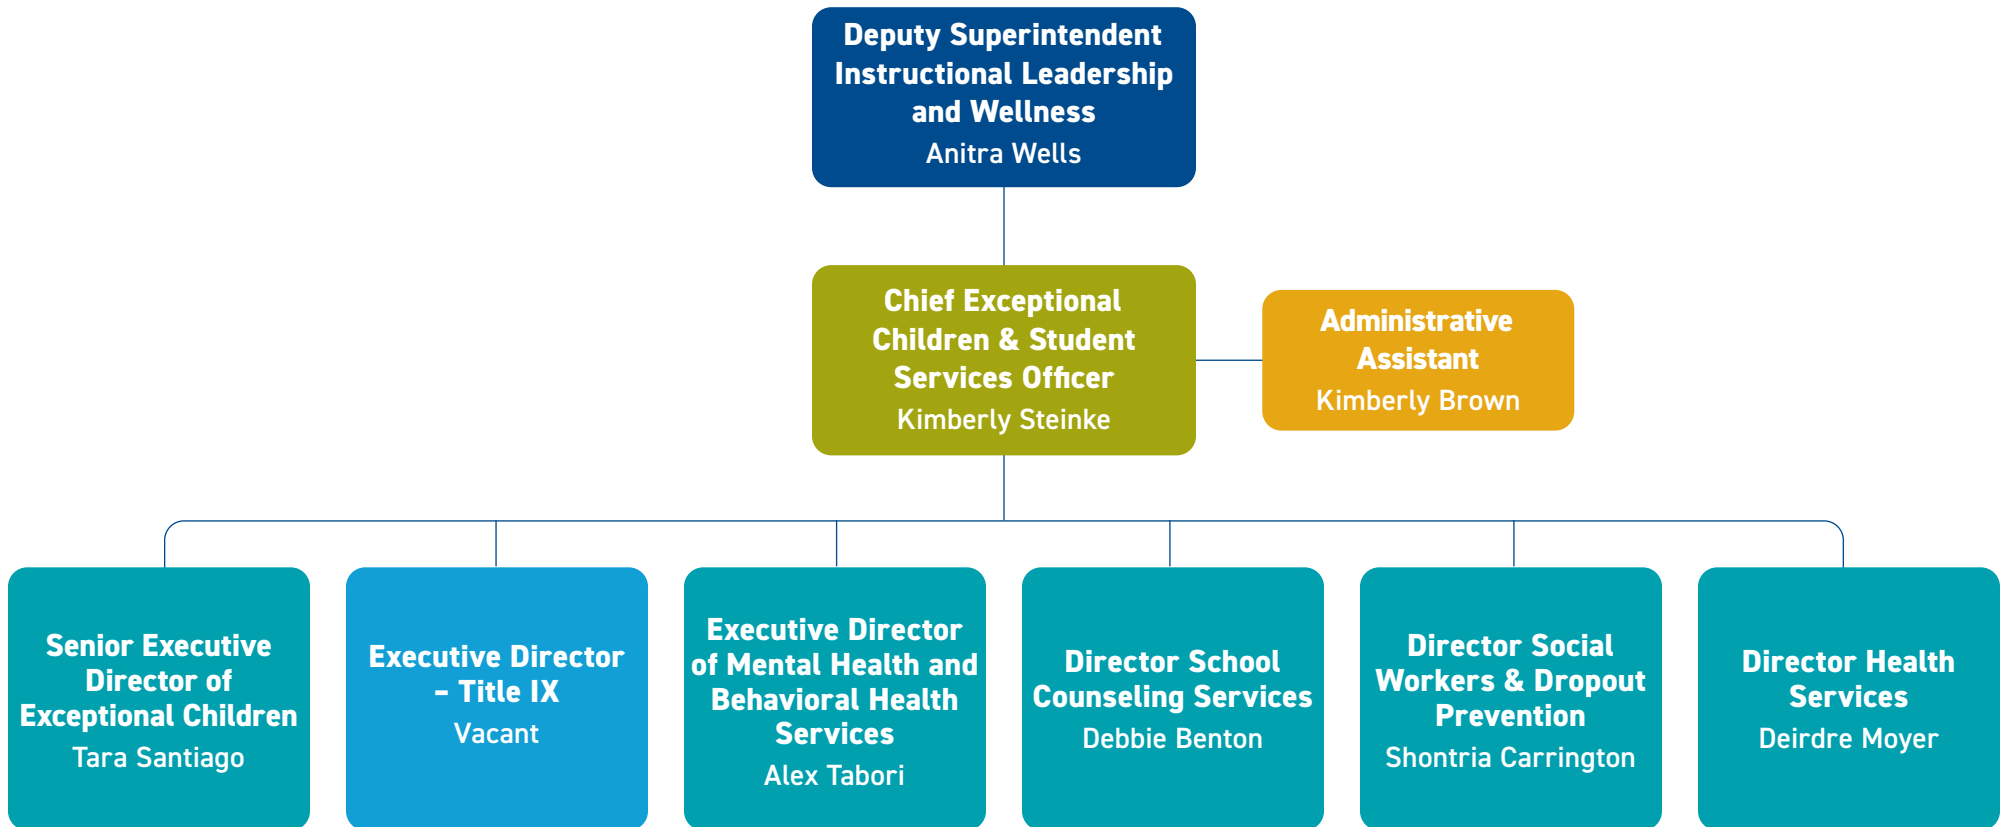 Deputy Superintendent
Instructional Leadership
and Wellness
Anitra Wells
Chief Exceptional
Children & Student
Services Officer
Kimberly Steinke
Administrative
Assistant
Kimberly Brown
Senior Executive
Director of
Exceptional Children
Tara Santiago
Executive Director
– Title IX
Vacant
Executive Director
of Mental Health and
Behavioral Health
Services
Alex Tabori
Director School
Counseling Services
Debbie Benton
Director Social
Workers & Dropout
Prevention
Shontria Carrington
Director Health
Services
Deirdre Moyer